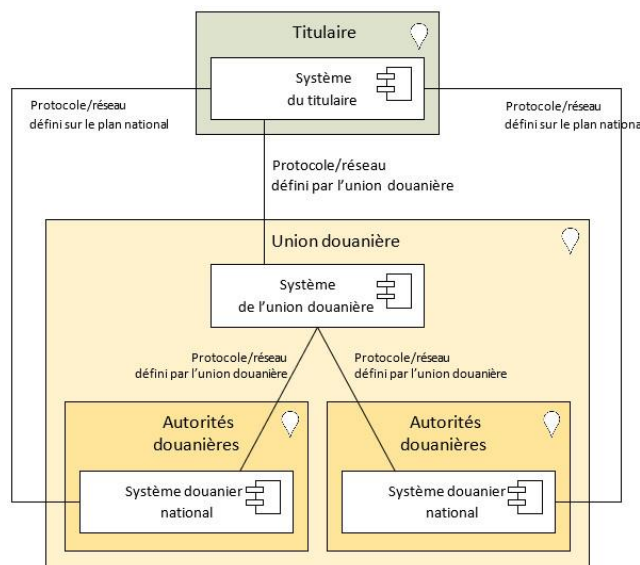 Titulaire
Système
du titulaire
Protocole/réseau
défini sur le plan national
Protocole/réseau
défini sur le plan national
Protocole/réseau
défini par l'union douanière
Union douanière
Système
de l'union douanière
Protocole/réseau
défini par l'union douanière
Protocole/réseau
défini par l'union douanière
Autorités
douanières
Autorités
douanières
Système douanier
national
Système douanier
national